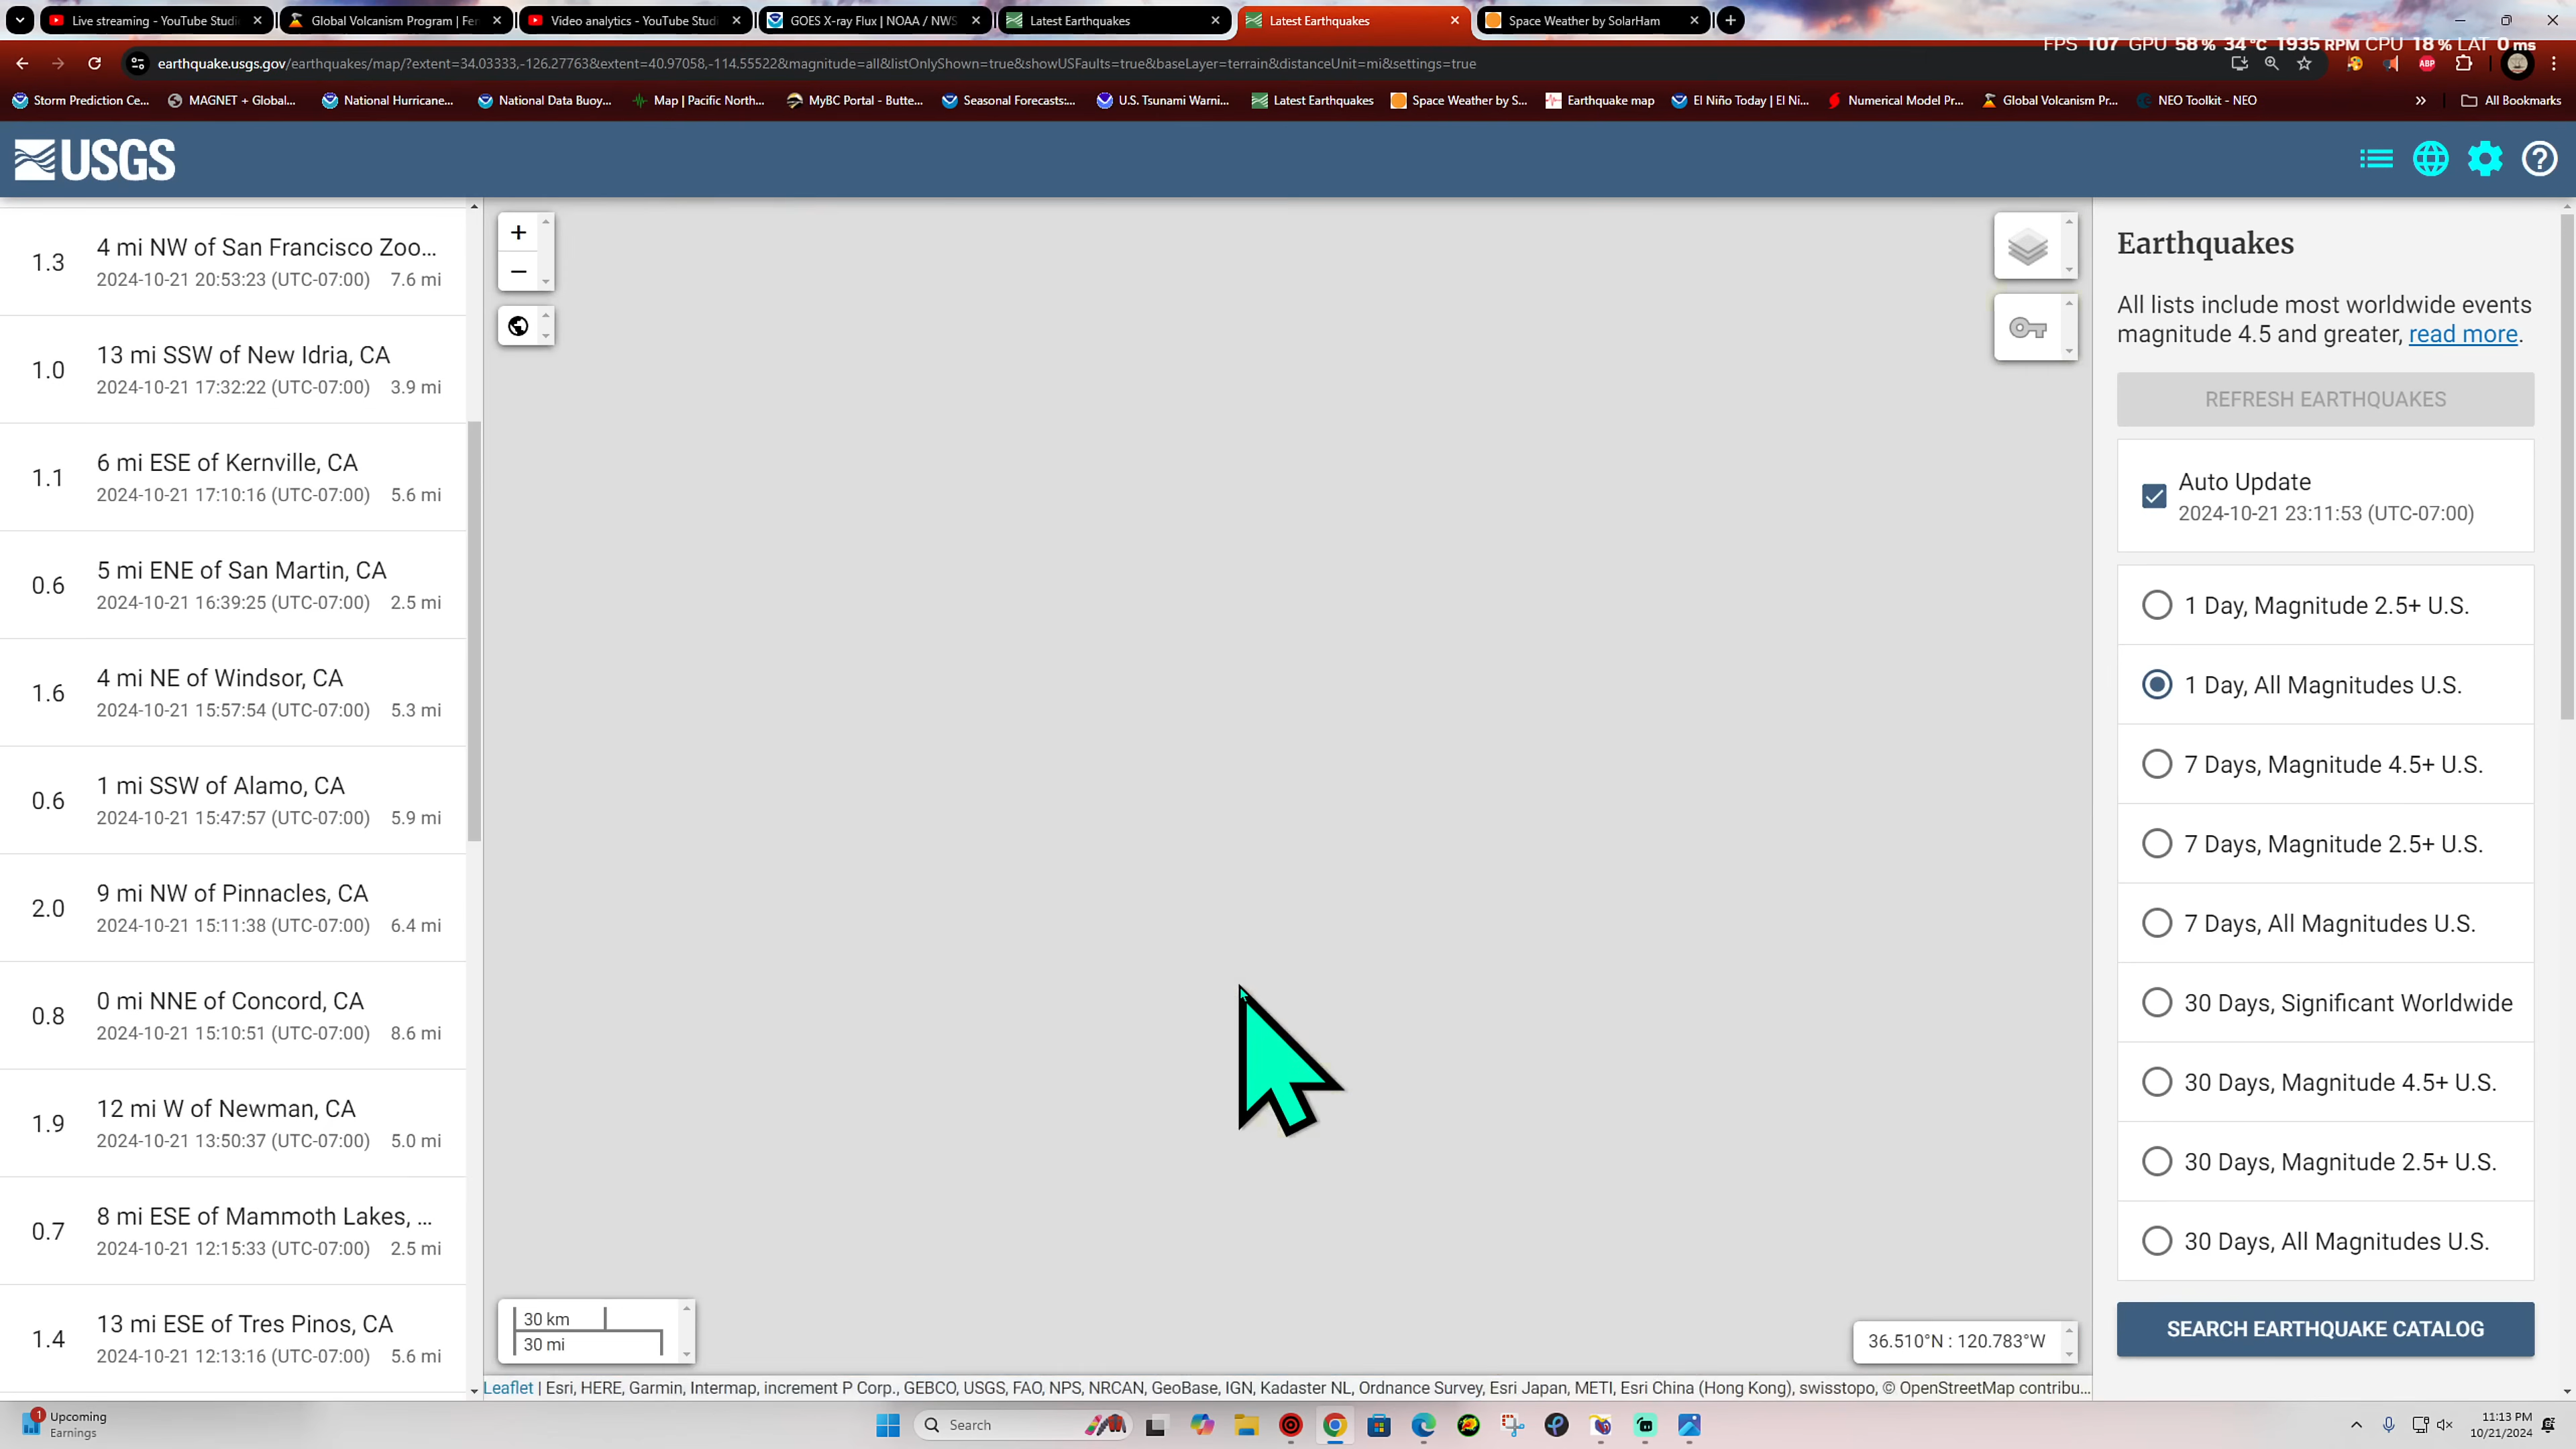 Live streaming - YouTube Studi
Global Volcanism Program | Fer
Video analytics - YouTube Studi
GOES X-ray Flux | NOAA / NWS
Latest Earthquakes
Latest Earthquakes
Space Weather by SolarHam
FPS 107 GPU 58 % 34 °C 1935 RPM CPU 18 % LAT 0 ms
earthquake.usgs.gov/earthquakes/map/?extent=34.03333,-126.27763&extent=40.97058,-114.55522&magnitude=all&listOnlyShown=true&showUSFaults=true&baseLayer=terrain&distanceUnit=mi&settings=true
ABP
Storm Prediction Ce...
MAGNET + Global...
National Hurricane...
National Data Buoy...
Map | Pacific North...
MyBC Portal - Butte...
Seasonal Forecasts:...
U.S. Tsunami Warni...
Latest Earthquakes
Space Weather by S...
Earthquake map
El Niño Today | El Ni...
Numerical Model Pr...
Global Volcanism Pr...
NEO Toolkit - NEO
All Bookmarks
USGS
1.3
4 mi NW of San Francisco Zoo...
2024-10-21 20:53:23 (UTC-07:00) 7.6 mi
1.0
13 mi SSW of New Idria, CA
2024-10-21 17:32:22 (UTC-07:00) 3.9 mi
1.1
6 mi ESE of Kernville, CA
2024-10-21 17:10:16 (UTC-07:00) 5.6 mi
0.6
5 mi ENE of San Martin, CA
2024-10-21 16:39:25 (UTC-07:00) 2.5 mi
1.6
4 mi NE of Windsor, CA
2024-10-21 15:57:54 (UTC-07:00) 5.3 mi
0.6
1 mi SSW of Alamo, CA
2024-10-21 15:47:57 (UTC-07:00) 5.9 mi
2.0
9 mi NW of Pinnacles, CA
2024-10-21 15:11:38 (UTC-07:00) 6.4 mi
0.8
0 mi NNE of Concord, CA
2024-10-21 15:10:51 (UTC-07:00) 8.6 mi
1.9
12 mi W of Newman, CA
2024-10-21 13:50:37 (UTC-07:00) 5.0 mi
0.7
8 mi ESE of Mammoth Lakes, ...
2024-10-21 12:15:33 (UTC-07:00) 2.5 mi
1.4
13 mi ESE of Tres Pinos, CA
2024-10-21 12:13:16 (UTC-07:00) 5.6 mi
+
−
30 km
30 mi
36.510°N : 120.783°W
Leaflet | Esri, HERE, Garmin, Intermap, increment P Corp., GEBCO, USGS, FAO, NPS, NRCAN, GeoBase, IGN, Kadaster NL, Ordnance Survey, Esri Japan, METI, Esri China (Hong Kong), swisstopo, © OpenStreetMap contribu...
Earthquakes
All lists include most worldwide events
magnitude 4.5 and greater, read more.
REFRESH EARTHQUAKES
Auto Update
2024-10-21 23:11:53 (UTC-07:00)
1 Day, Magnitude 2.5+ U.S.
1 Day, All Magnitudes U.S.
7 Days, Magnitude 4.5+ U.S.
7 Days, Magnitude 2.5+ U.S.
7 Days, All Magnitudes U.S.
30 Days, Significant Worldwide
30 Days, Magnitude 4.5+ U.S.
30 Days, Magnitude 2.5+ U.S.
30 Days, All Magnitudes U.S.
SEARCH EARTHQUAKE CATALOG
1
Upcoming
Earnings
Search
11:13 PM
10/21/2024